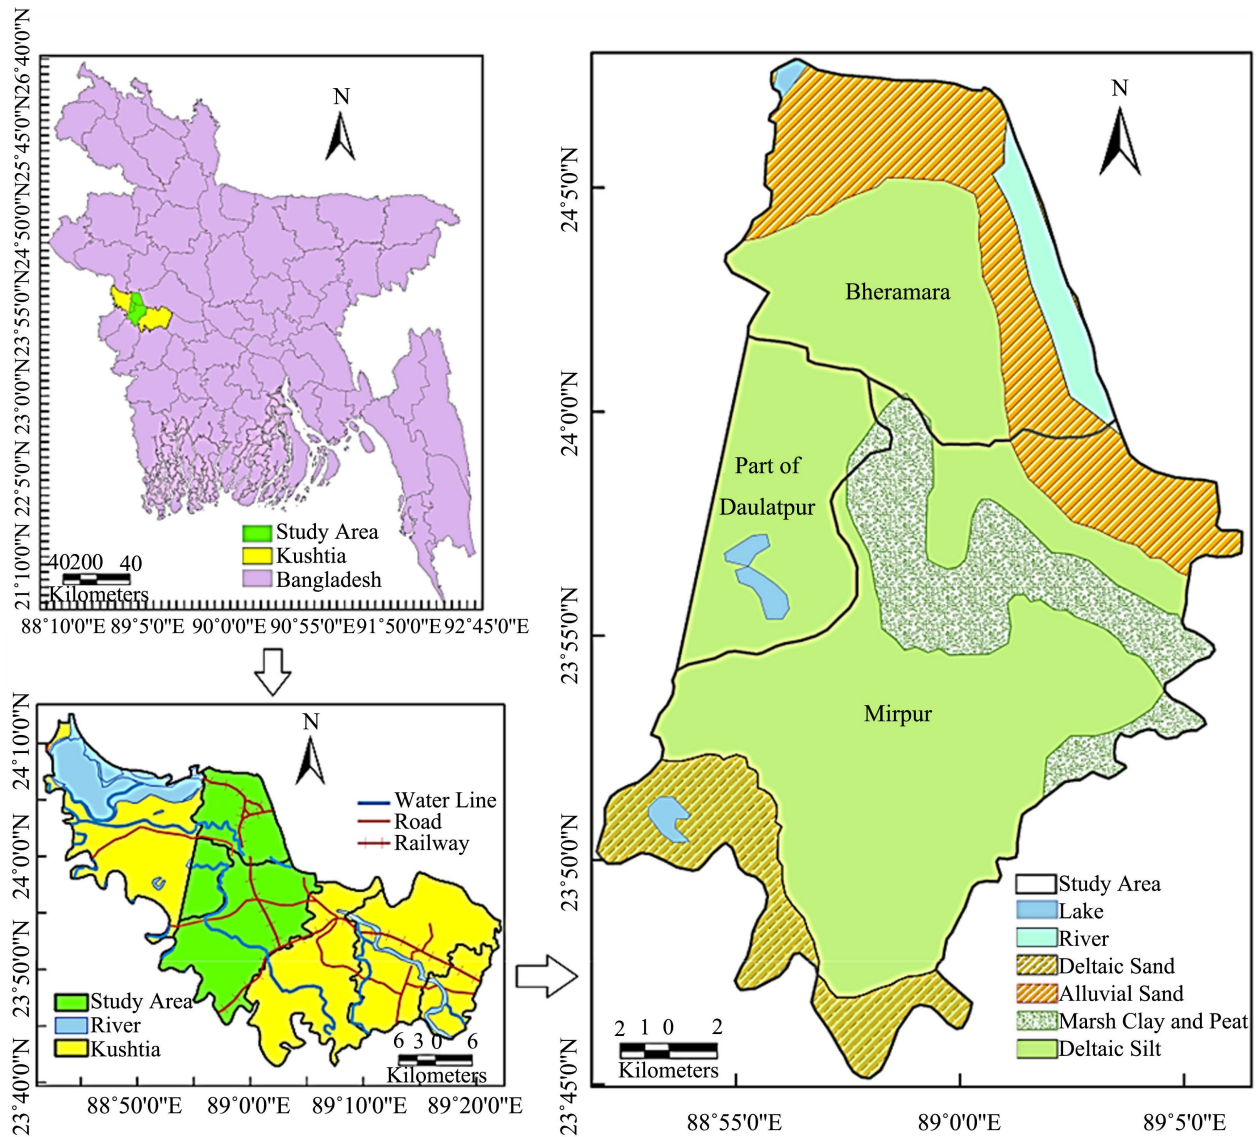 N
26°40'0"N
25°45'0"N
24°50'0"N
23°55'0"N
23°0'0"N
22°5'0"N
21°10'0"N
Study Area
Kushtia
Bangladesh
40200 40
Kilometers
88°10'0"E 89°5'0"E 90°0'0"E 90°55'0"E 91°50'0"E 92°45'0"E
N
24°10'0"N
24°0'0"N
23°50'0"N
23°40'0"N
Water Line
Road
Railway
Study Area
River
Kushtia
6 3 0 6
Kilometers
88°50'0"E 89°0'0"E 89°10'0"E 89°20'0"E
N
24°5'0"N
24°0'0"N
23°55'0"N
23°50'0"N
23°45'0"N
Bheramara
Part of
Daulatpur
Mirpur
Study Area
Lake
River
Deltaic Sand
Alluvial Sand
Marsh Clay and Peat
Deltaic Silt
2 1 0 2
Kilometers
88°55'0"E 89°0'0"E 89°5'0"E